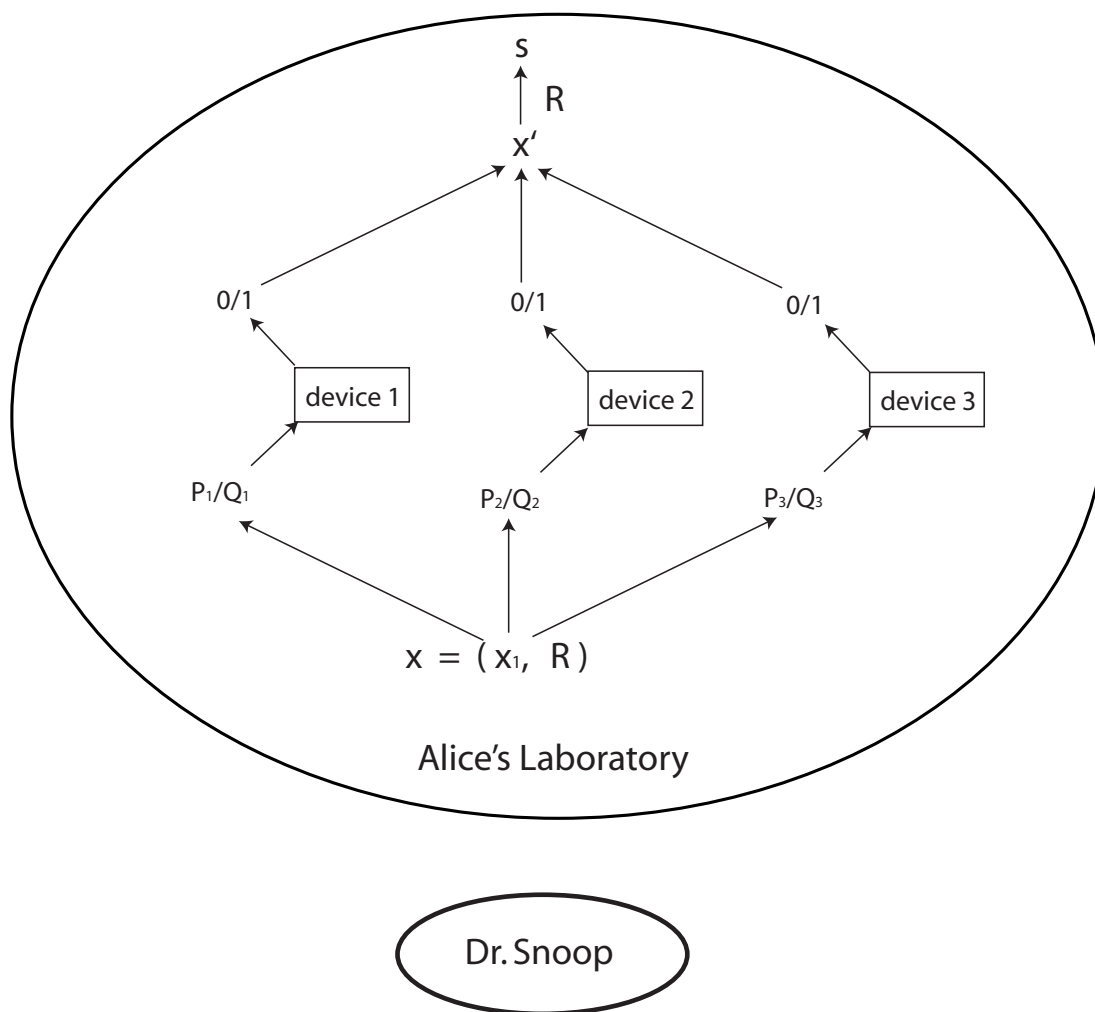 s
R
x‘
0/1 0/1 0/1
device 1 device 2 device 3
P₁/Q₁ P₂/Q₂ P₃/Q₃
x = ( x₁, R )
Alice’s Laboratory
Dr. Snoop